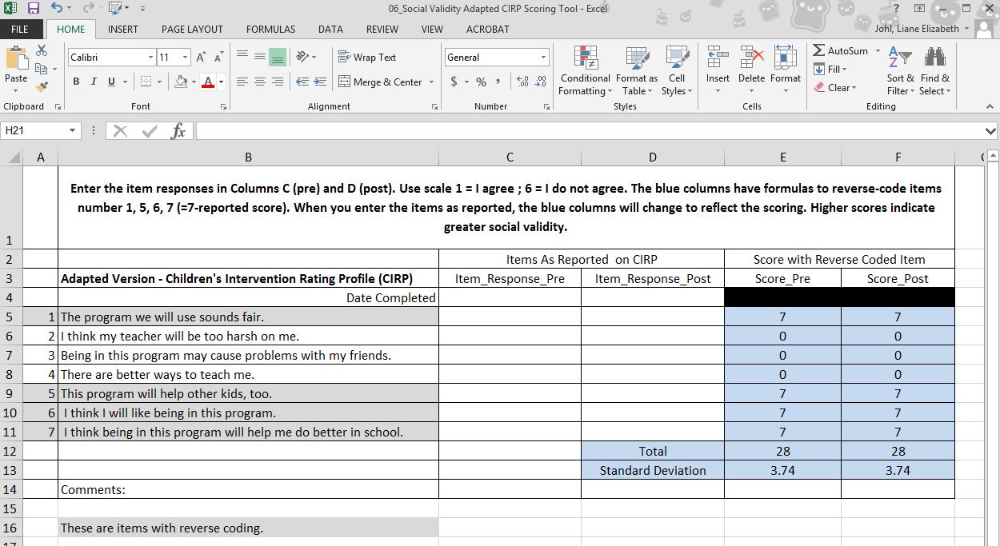 06_Social Validity Adapted CIRP Scoring Tool - Excel
?
Johl, Liane Elizabeth
FILE HOME INSERT PAGE LAYOUT FORMULAS DATA REVIEW VIEW ACROBAT
Calibri 11 Wrap Text General AutoSum
Paste Fill
B I U A Merge & Center $ % , Conditional Formatting Format as Table Cell Styles Insert Delete Format Clear Sort & Filter Find & Select
Clipboard Font Alignment Number Styles Cells Editing
H21 fx
A B C D E F
Enter the item responses in Columns C (pre) and D (post). Use scale 1 = I agree ; 6 = I do not agree. The blue columns have formulas to reverse-code items
number 1, 5, 6, 7 (=7-reported score). When you enter the items as reported, the blue columns will change to reflect the scoring. Higher scores indicate
1 greater social validity.
2 Items As Reported on CIRP Score with Reverse Coded Item
3 Adapted Version - Children's Intervention Rating Profile (CIRP) Item_Response_Pre Item_Response_Post Score_Pre Score_Post
4 Date Completed
5 1 The program we will use sounds fair. 7 7
6 2 I think my teacher will be too harsh on me. 0 0
7 3 Being in this program may cause problems with my friends. 0 0
8 4 There are better ways to teach me. 0 0
9 5 This program will help other kids, too. 7 7
10 6 I think I will like being in this program. 7 7
11 7 I think being in this program will help me do better in school. 7 7
12 Total 28 28
13 Standard Deviation 3.74 3.74
14 Comments:
15
16 These are items with reverse coding.